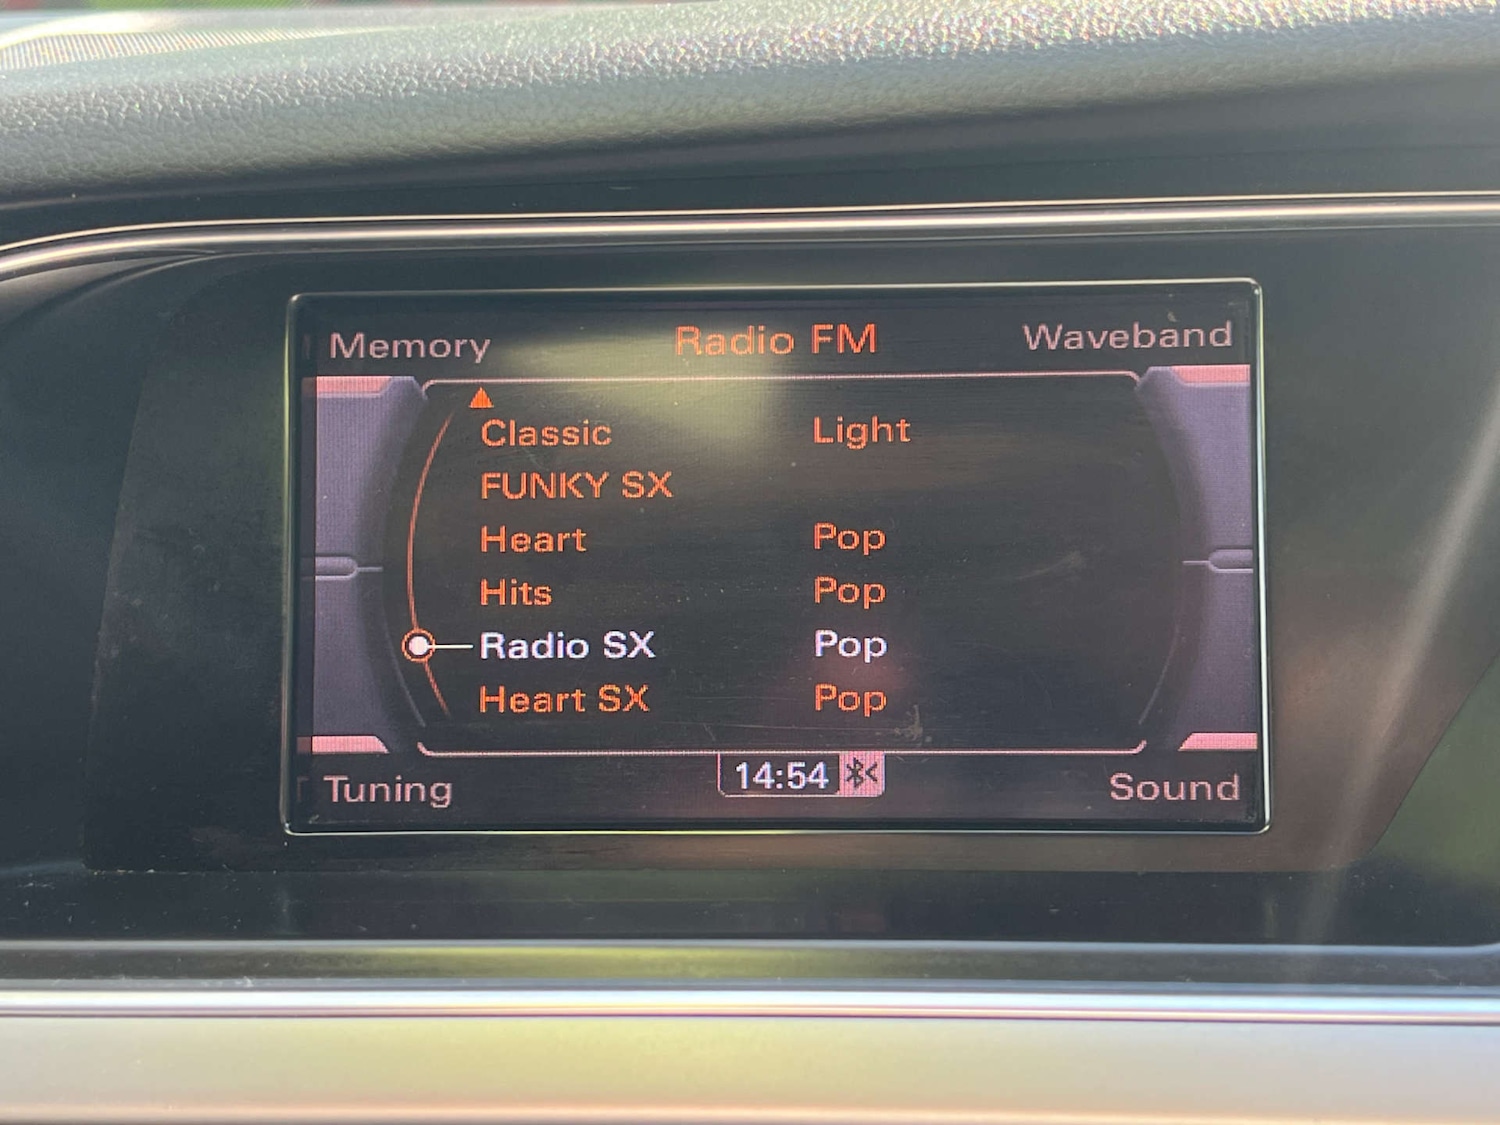 Memory Radio FM Waveband
Classic Light
FUNKY SX
Heart Pop
Hits Pop
Radio SX Pop
Heart SX Pop
Tuning 14:54 Sound